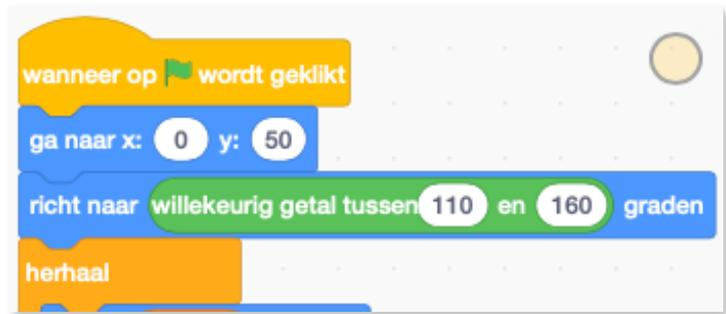 wanneer op wordt geklikt
ga naar x: 0 y: 50
richt naar willekeurig getal tussen 110 en 160 graden
herhaal